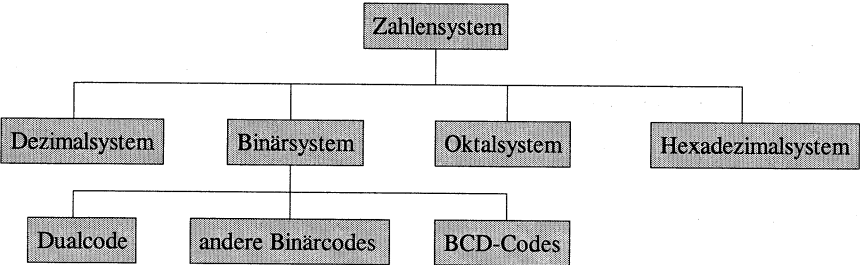 Zahlensystem
Dezimalsystem
Binärsystem
Oktalsystem
Hexadezimalsystem
Dualcode
andere Binärcodes
BCD-Codes